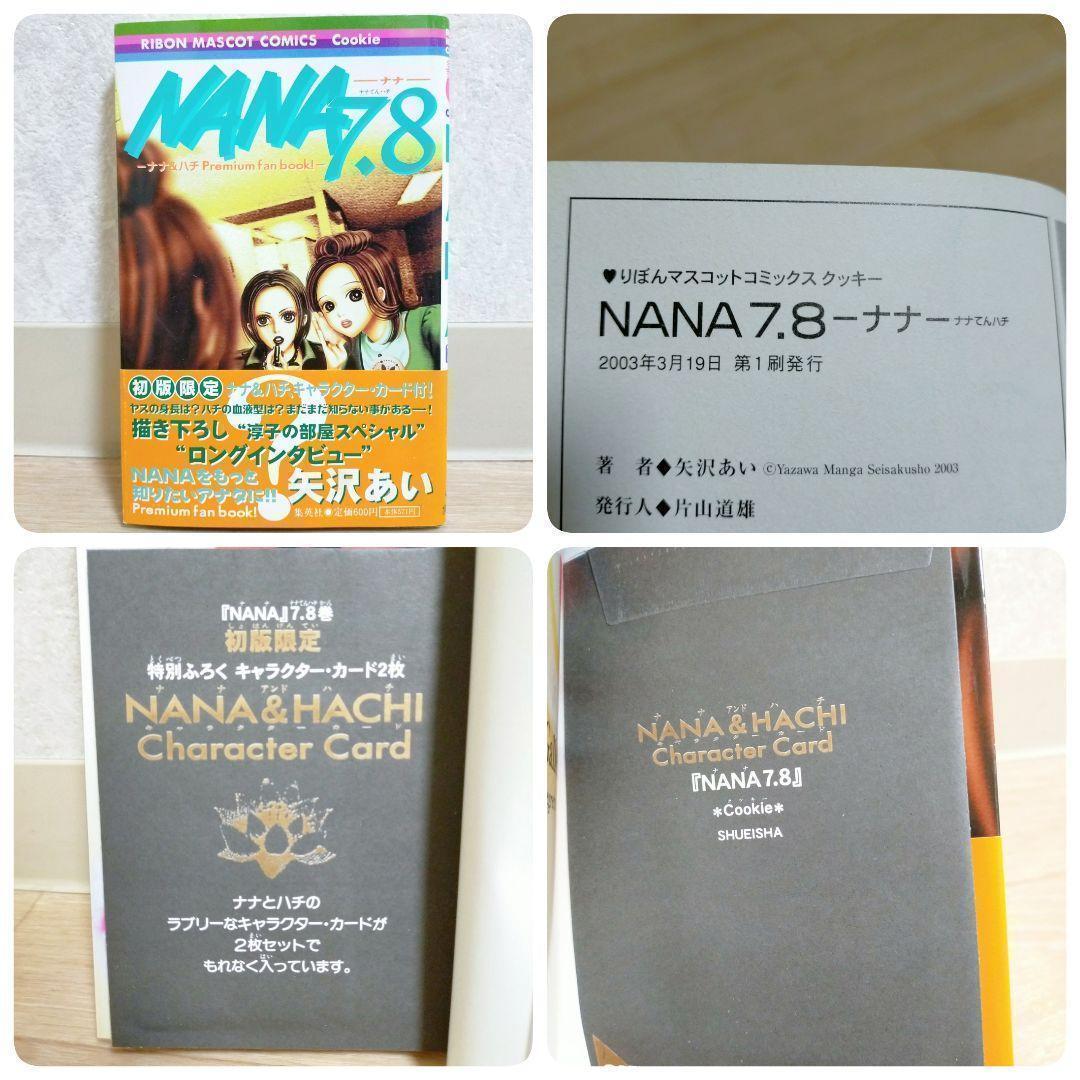 RIBON MASCOT COMICS Cookie
NANA7.8
ーナナー
ナナてんハチ
ーナナ&ハチ Premium fan book!ー
初版限定 ナナ&ハチ、キャラクター・カード付!
ヤスの身長は?ハチの血液型は?まだまだ知らない事があるー!
描き下ろし "淳子の部屋スペシャル"
"ロングインタビュー"
NANAをもっと
知りたいアナタに!!
Premium fan book!
矢沢あい
集英社●定価600円 本体571円
♥りぼんマスコットコミックス クッキー
NANA 7.8 ーナナー ナナてんハチ
2003年3月19日 第1刷発行
著 者◆矢沢あい ©Yazawa Manga Seisakusho 2003
発行人◆片山道雄
『NANA』7.8巻
初版限定
特別ふろく キャラクター・カード2枚
NANA&HACHI
Character Card
ナナとハチの
ラブリーなキャラクター・カードが
2枚セットで
もれなく入っています。
NANA&HACHI
Character Card
『NANA7.8』
*Cookie*
SHUEISHA